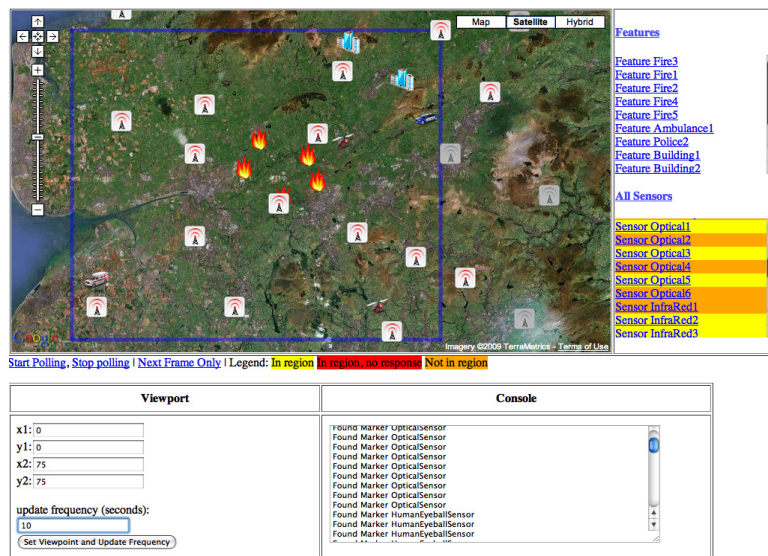 Map Satellite Hybrid
Google
Imagery ©2009 TerraMetrics - Terms of Use
Features
Feature Fire3
Feature Fire1
Feature Fire2
Feature Fire4
Feature Fire5
Feature Ambulance1
Feature Police2
Feature Building1
Feature Building2
All Sensors
Sensor Optical1
Sensor Optical2
Sensor Optical3
Sensor Optical4
Sensor Optical5
Sensor Optical6
Sensor InfraRed1
Sensor InfraRed2
Sensor InfraRed3
Start Polling, Stop polling | Next Frame Only | Legend: In region In region, no response Not in region
Viewport
x1: 0
y1: 0
x2: 75
y2: 75
update frequency (seconds):
10
Set Viewpoint and Update Frequency
Console
Found Marker OpticalSensor
Found Marker OpticalSensor
Found Marker OpticalSensor
Found Marker OpticalSensor
Found Marker OpticalSensor
Found Marker OpticalSensor
Found Marker OpticalSensor
Found Marker OpticalSensor
Found Marker OpticalSensor
Found Marker HumanEyeballSensor
Found Marker HumanEyeballSensor
Found Marker HumanEyeballSensor